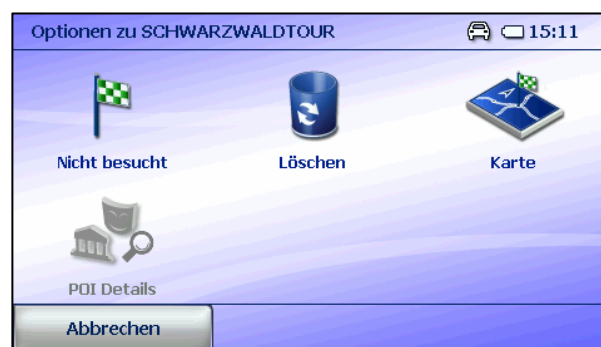 Optionen zu SCHWARZWALDTOUR 15:11
Nicht besucht Löschen Karte
POI Details
Abbrechen